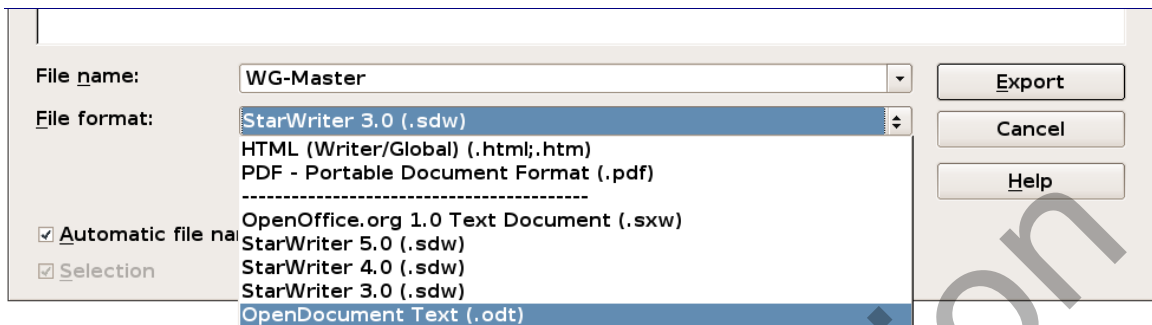 File name:
WG-Master
Export
File format:
StarWriter 3.0 (.sdw)
Cancel
HTML (Writer/Global) (.html;.htm)
PDF - Portable Document Format (.pdf)
Help
--------------------------------------------
OpenOffice.org 1.0 Text Document (.sxw)
Automatic file
StarWriter 5.0 (.sdw)
StarWriter 4.0 (.sdw)
Selection
StarWriter 3.0 (.sdw)
OpenDocument Text (.odt)